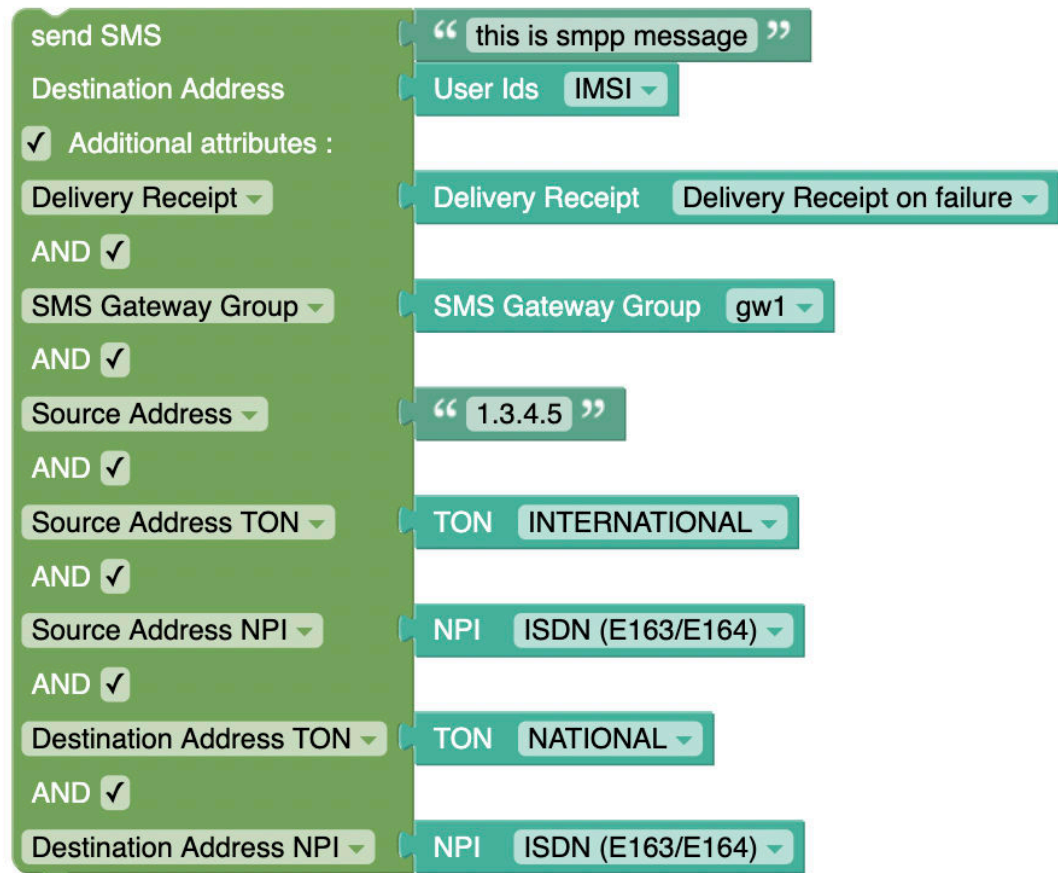 send SMS “ this is smpp message ”
Destination Address User Ids IMSI
✓ Additional attributes :
Delivery Receipt Delivery Receipt Delivery Receipt on failure
AND ✓
SMS Gateway Group SMS Gateway Group gw1
AND ✓
Source Address “ 1.3.4.5 ”
AND ✓
Source Address TON TON INTERNATIONAL
AND ✓
Source Address NPI NPI ISDN (E163/E164)
AND ✓
Destination Address TON TON NATIONAL
AND ✓
Destination Address NPI NPI ISDN (E163/E164)